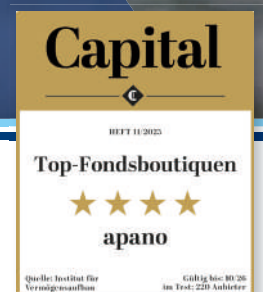 Capital
HEFT 11/2025
Top-Fondsboutiquen
apano
Quelle: Institut für
Vermögensaufbau
Gültig bis: 10/26
im Test: 220 Anbieter